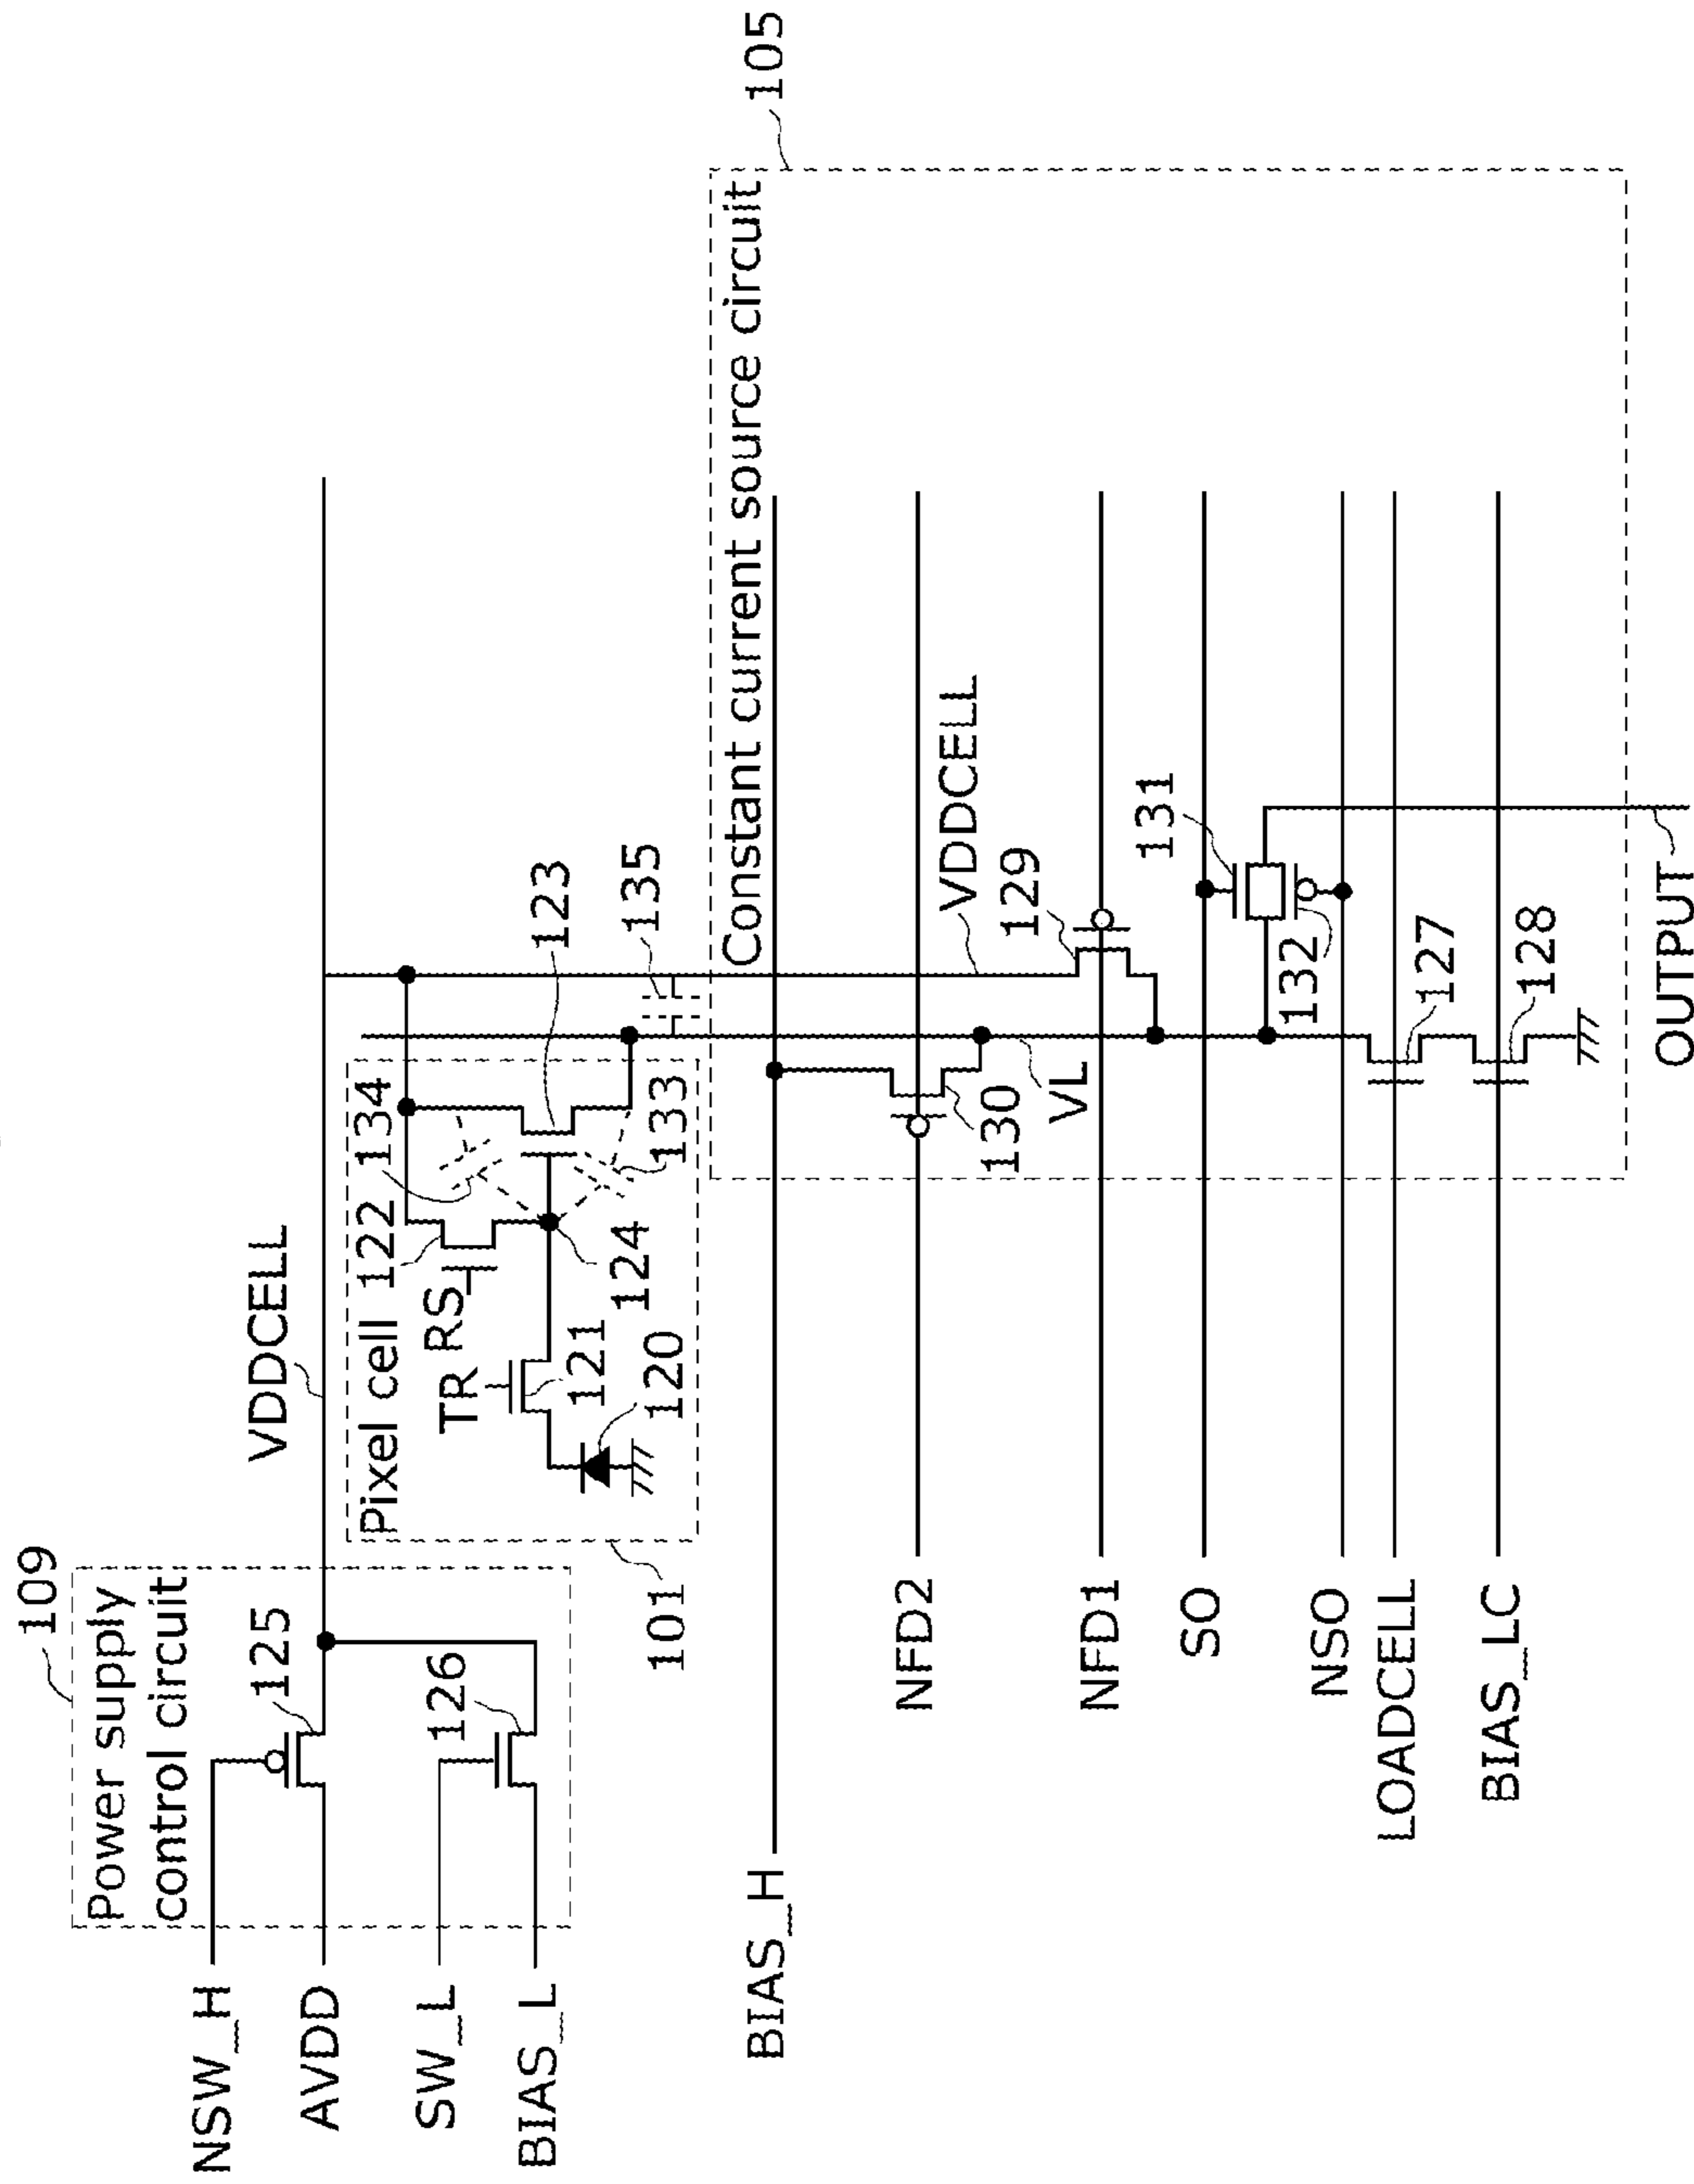 109
Power supply
control circuit
NSW_H
125
AVDD
SW_L
126
BIAS_L
VDDCELL
Pixel cell
122
134
RS
TR
121
124
120
133
123
135
101
105
Constant current source circuit
BIAS_H
NFD2
130
VL
VDDCELL
129
NFD1
131
SO
132
NSO
127
LOADCELL
128
BIAS_LC
OUTPUT